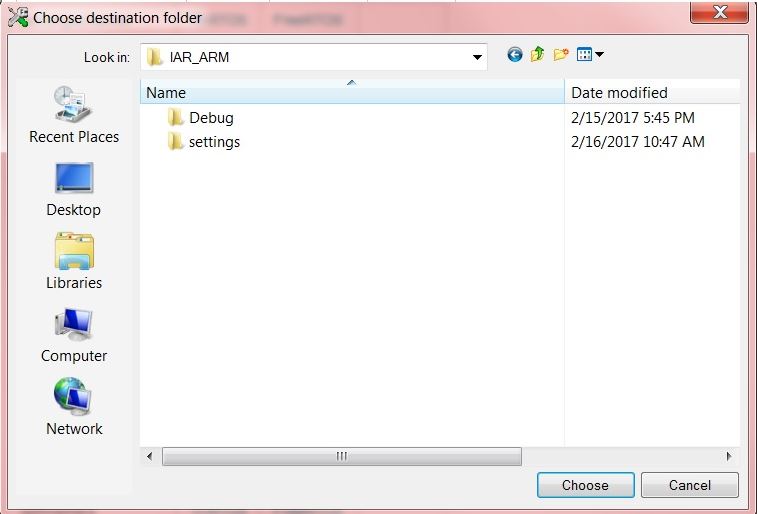 Choose destination folder
Look in: IAR_ARM
Name Date modified
Debug 2/15/2017 5:45 PM
settings 2/16/2017 10:47 AM
Recent Places
Desktop
Libraries
Computer
Network
Choose Cancel